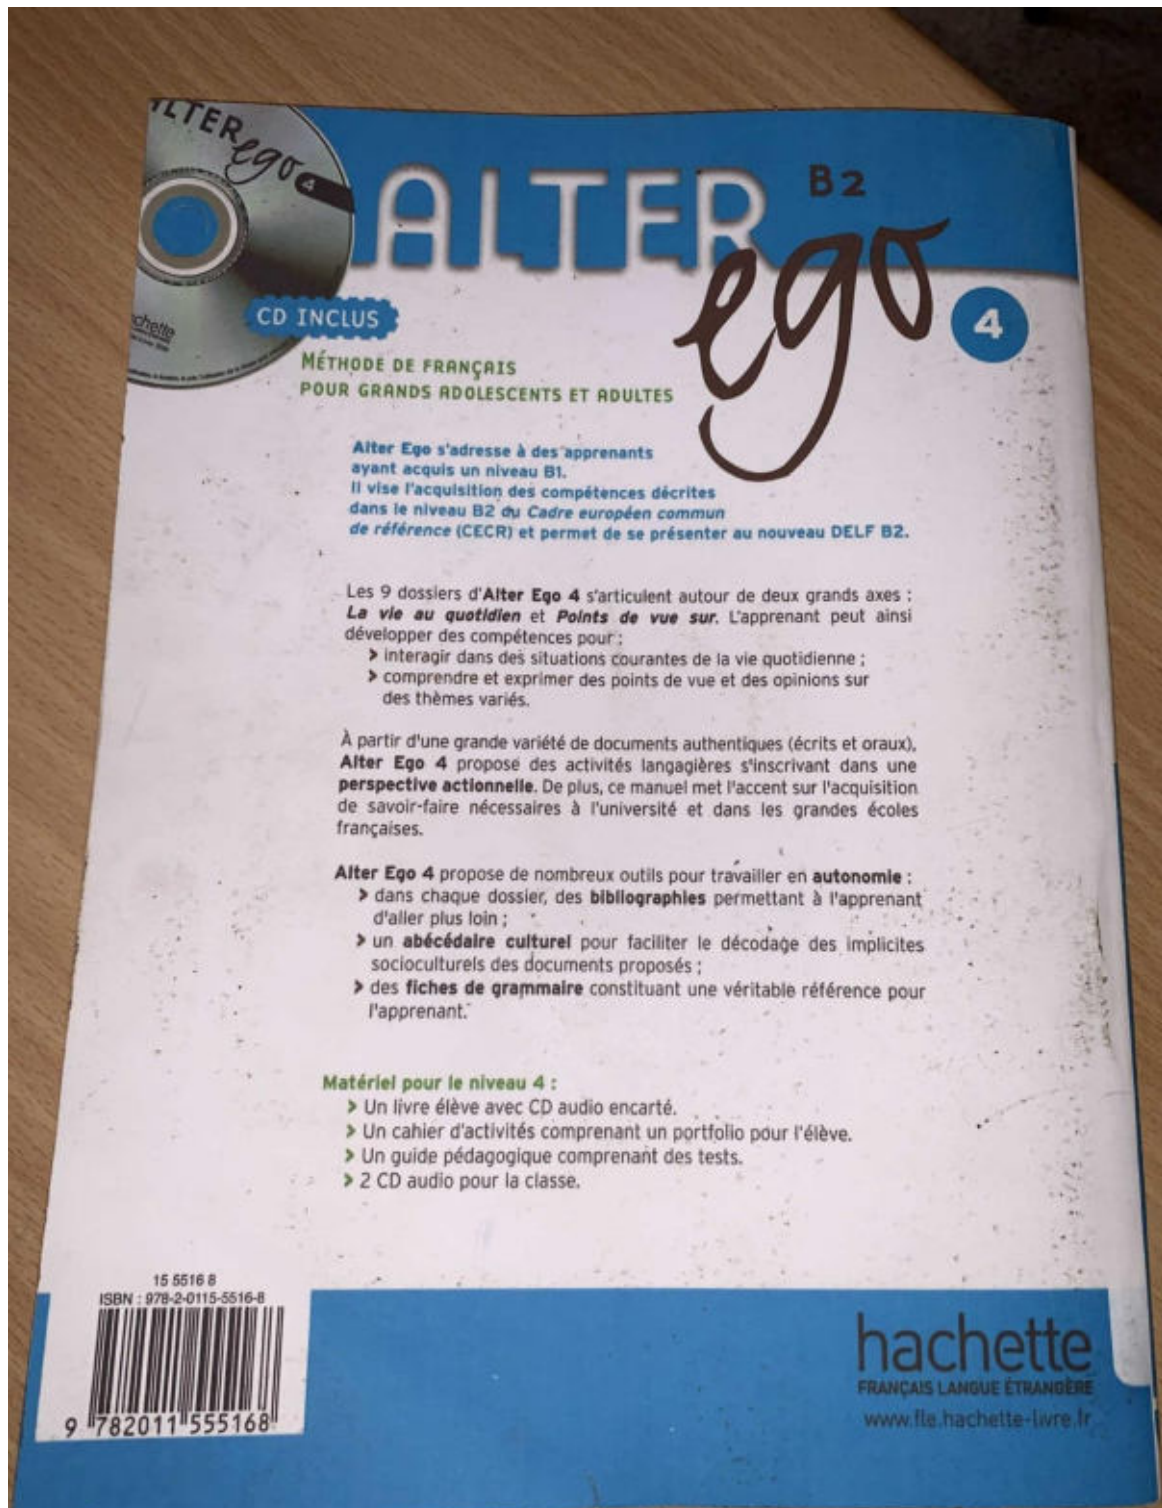 ALTER
ego
4
ALTER
B2
ego
4
CD INCLUS
MÉTHODE DE FRANÇAIS
POUR GRANDS ADOLESCENTS ET ADULTES
Alter Ego s'adresse à des apprenants
ayant acquis un niveau B1.
Il vise l'acquisition des compétences décrites
dans le niveau B2 du Cadre européen commun
de référence (CECR) et permet de se présenter au nouveau DELF B2.
Les 9 dossiers d'Alter Ego 4 s'articulent autour de deux grands axes :
La vie au quotidien et Points de vue sur. L'apprenant peut ainsi
développer des compétences pour :
> interagir dans des situations courantes de la vie quotidienne ;
> comprendre et exprimer des points de vue et des opinions sur
des thèmes variés.
À partir d'une grande variété de documents authentiques (écrits et oraux),
Alter Ego 4 propose des activités langagières s'inscrivant dans une
perspective actionnelle. De plus, ce manuel met l'accent sur l'acquisition
de savoir-faire nécessaires à l'université et dans les grandes écoles
françaises.
Alter Ego 4 propose de nombreux outils pour travailler en autonomie :
> dans chaque dossier, des bibliographies permettant à l'apprenant
d'aller plus loin ;
> un abécédaire culturel pour faciliter le décodage des implicites
socioculturels des documents proposés ;
> des fiches de grammaire constituant une véritable référence pour
l'apprenant.
Matériel pour le niveau 4 :
> Un livre élève avec CD audio encarté.
> Un cahier d'activités comprenant un portfolio pour l'élève.
> Un guide pédagogique comprenant des tests.
> 2 CD audio pour la classe.
15 5516 8
ISBN : 978-2-0115-5516-8
9 782011 555168
hachette
FRANÇAIS LANGUE ÉTRANGÈRE
www.fle.hachette-livre.fr